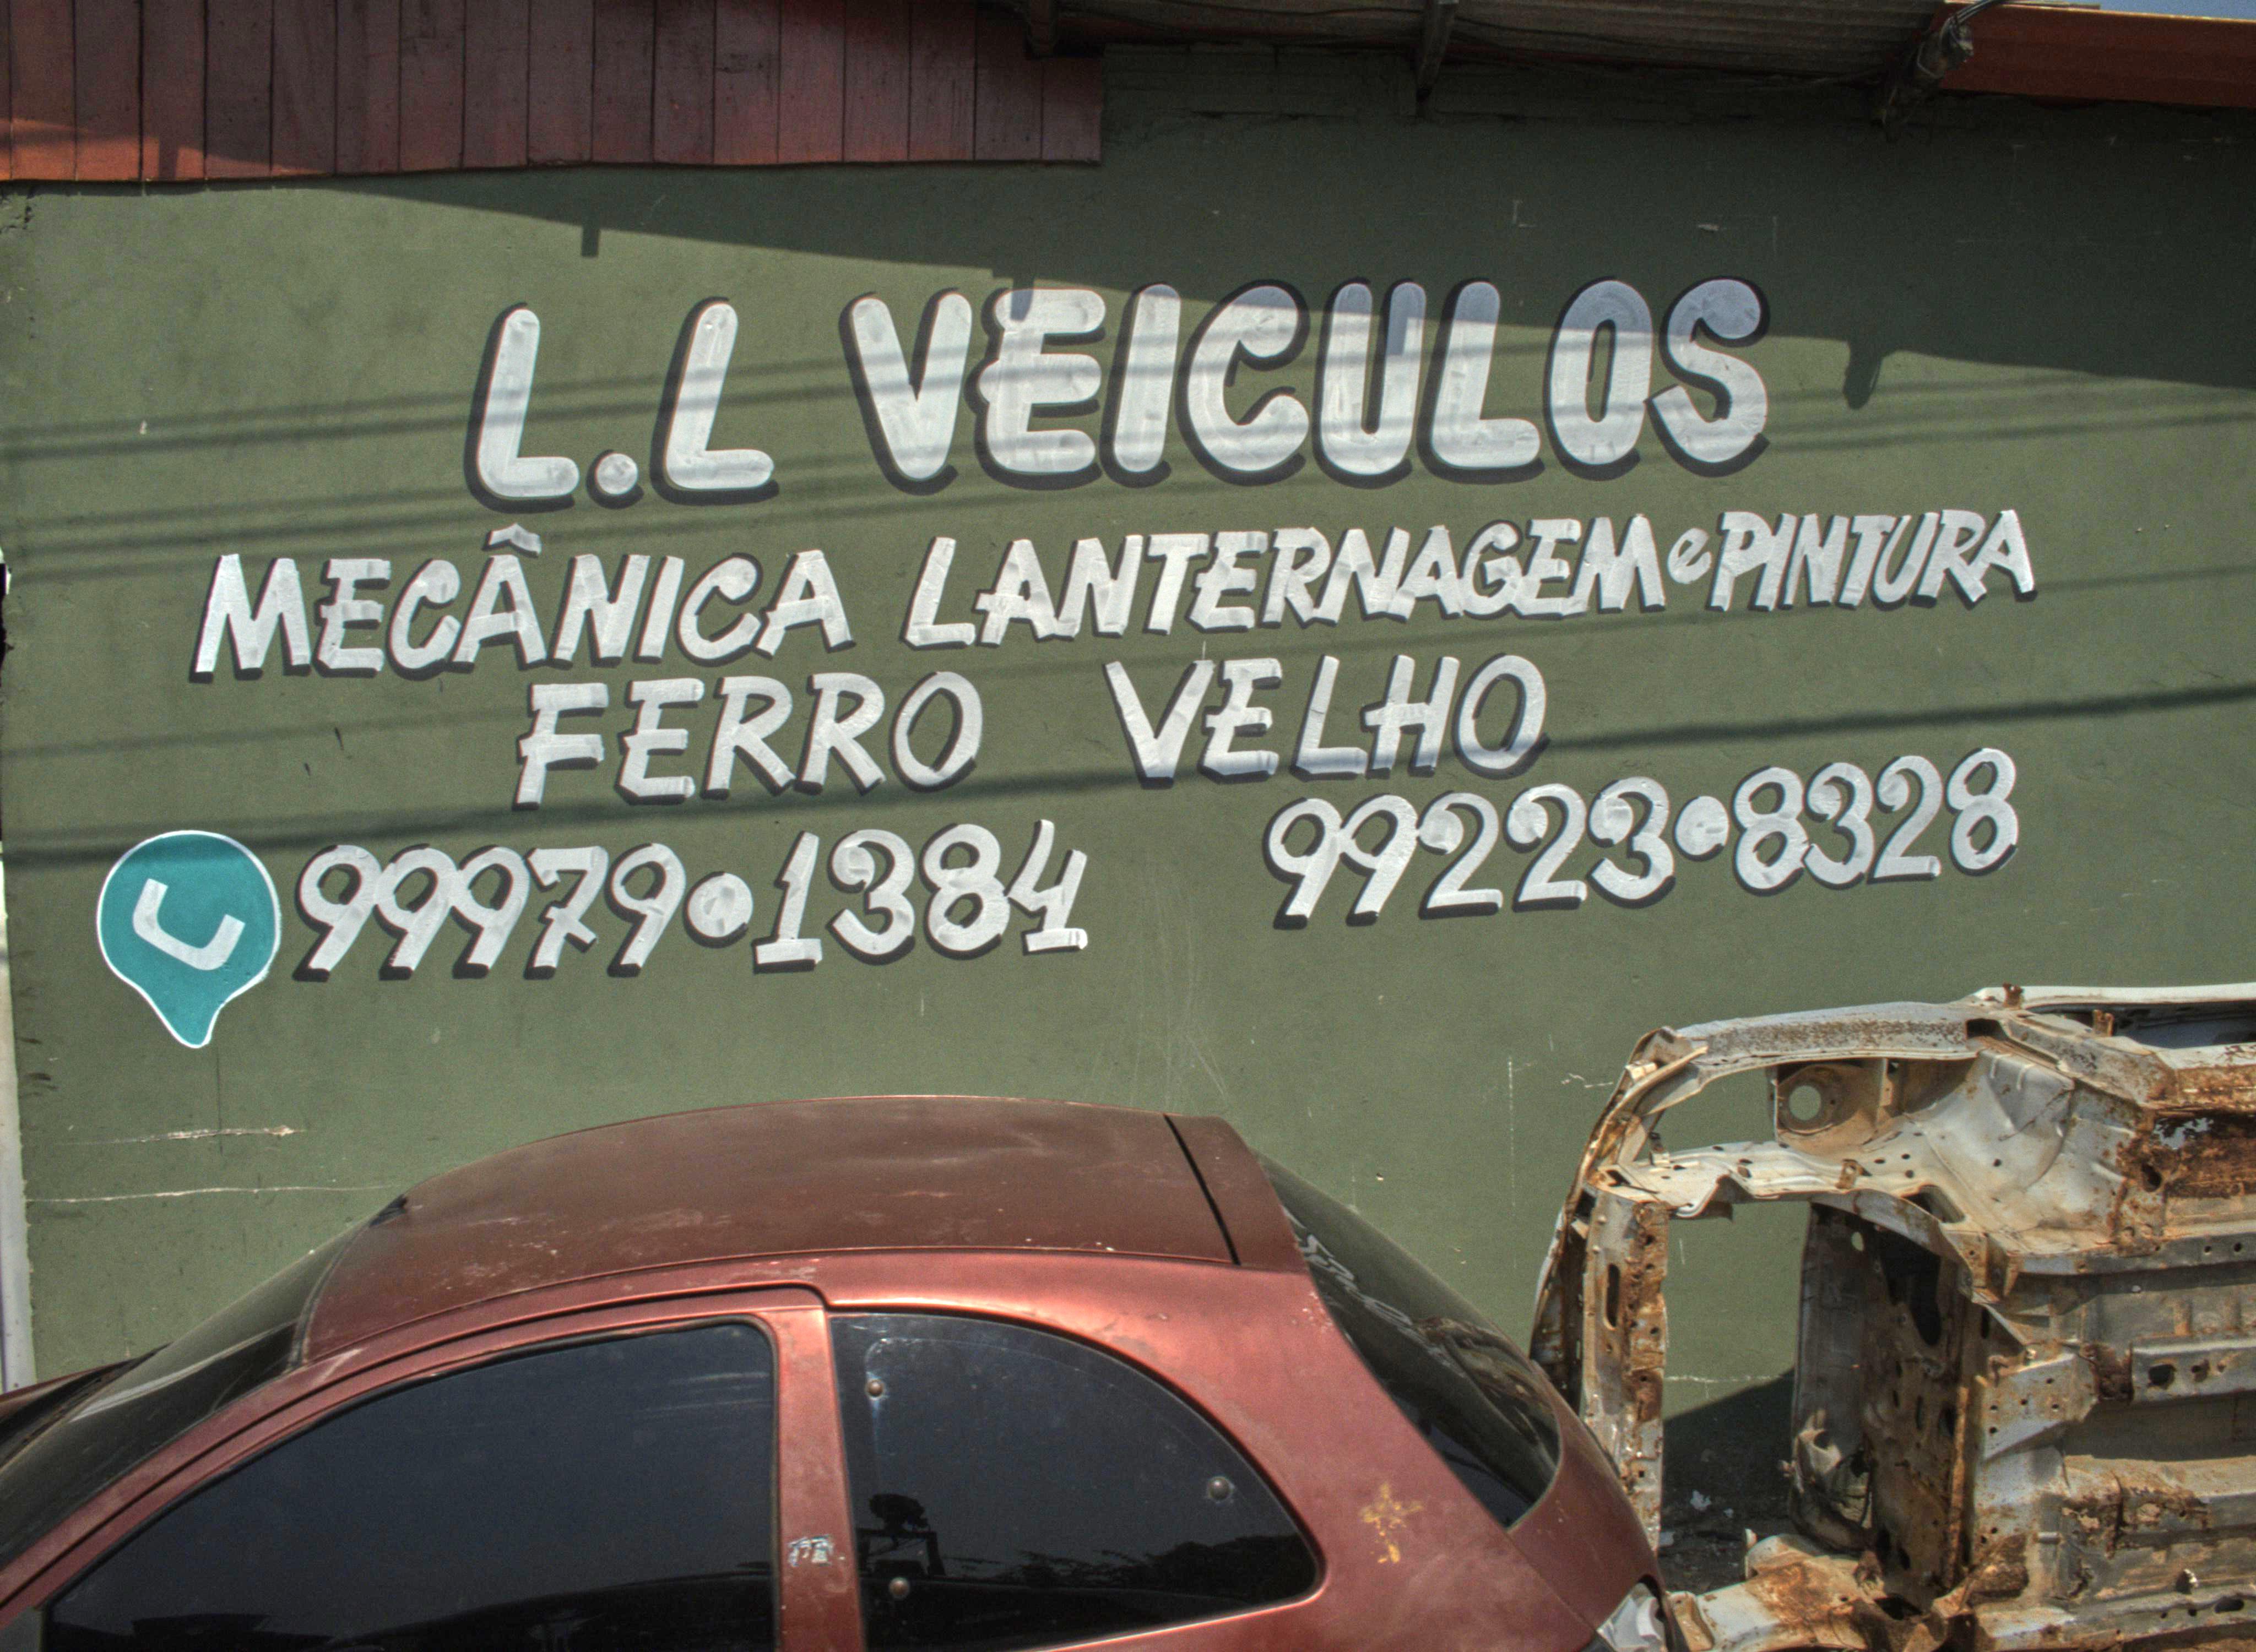 L.L VEICULOS
MECÂNICA LANTERNAGEM e PINTURA
FERRO VELHO
99979•1384 99223•8328